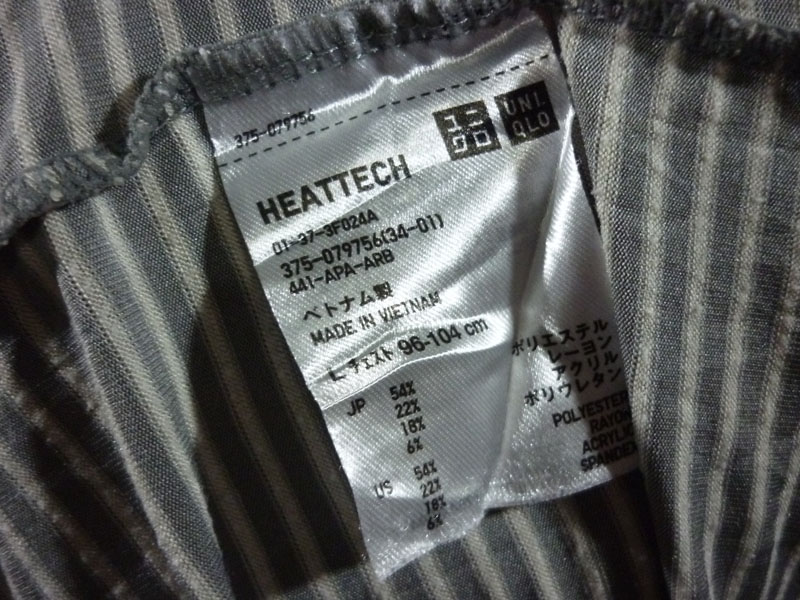 375-079756
ユニ
クロ
UNI
QLO
HEATTECH
01-37-3F024A
375-079756(34-01)
441-APA-ARB
ベトナム製
MADE IN VIETNAM
L チェスト 96-104 cm
JP 54% ポリエステル
22% レーヨン
18% アクリル
6% ポリウレタン
US 54% POLYESTER
22% RAYON
18% ACRYLIC
6% SPANDEX